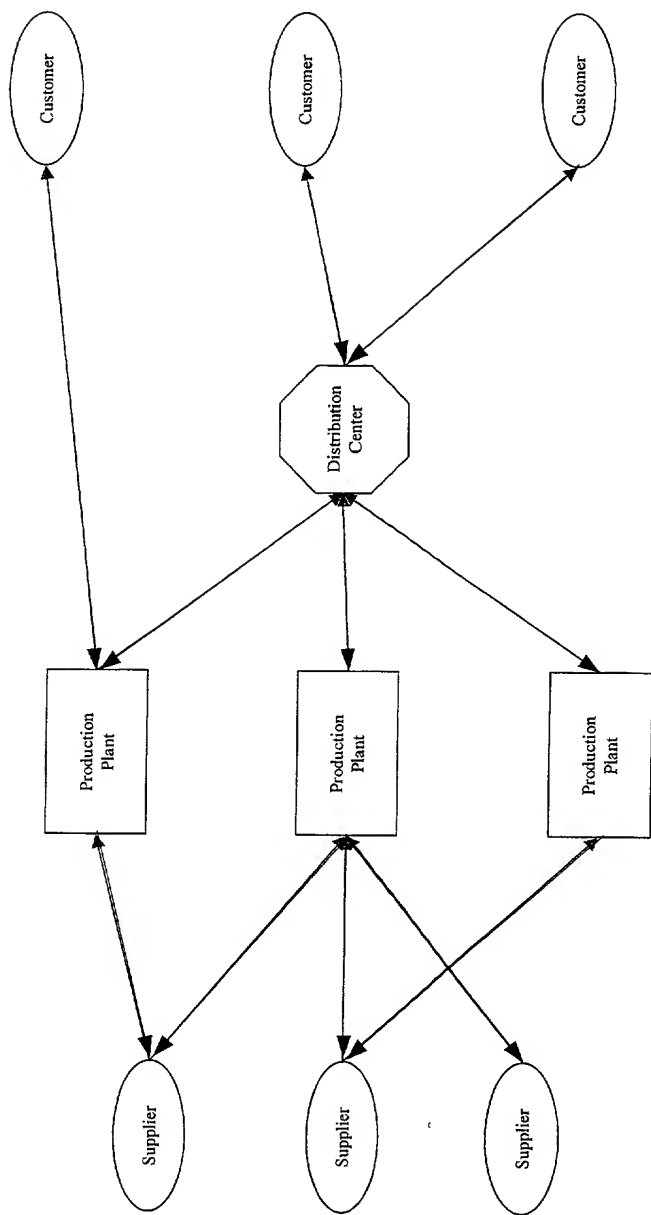 Supplier
Supplier
Supplier
Production
Plant
Production
Plant
Production
Plant
Distribution
Center
Customer
Customer
Customer